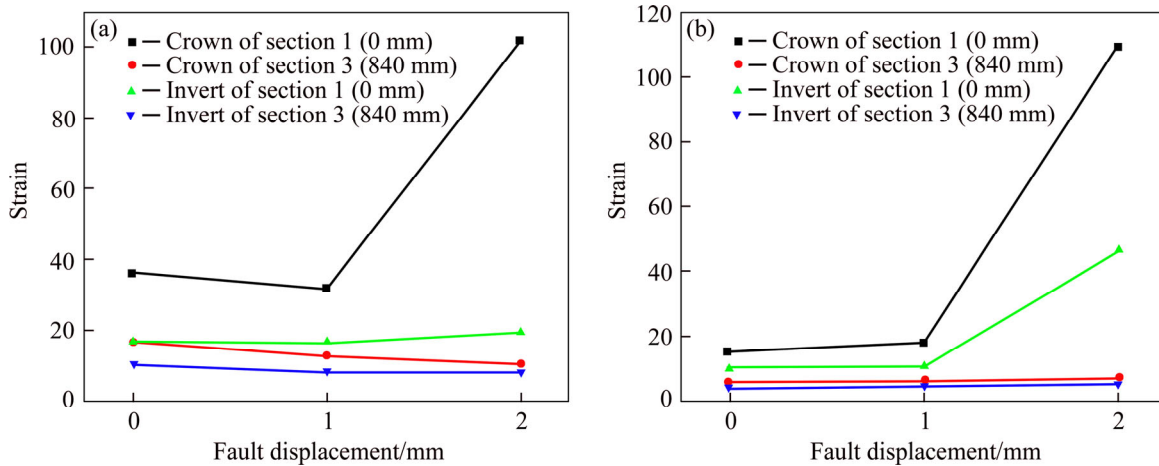 (a)
Crown of section 1 (0 mm)
Crown of section 3 (840 mm)
Invert of section 1 (0 mm)
Invert of section 3 (840 mm)
100
80
60
40
20
0
Strain
0 1 2
Fault displacement/mm
(b)
Crown of section 1 (0 mm)
Crown of section 3 (840 mm)
Invert of section 1 (0 mm)
Invert of section 3 (840 mm)
120
100
80
60
40
20
0
Strain
0 1 2
Fault displacement/mm